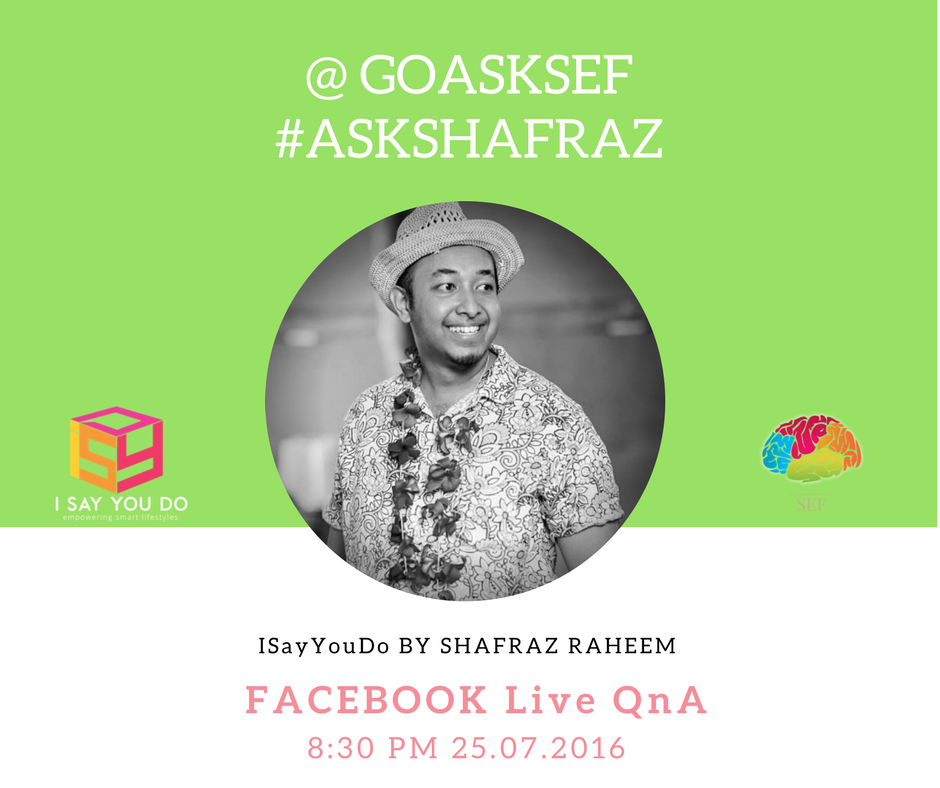 @ GOASKSEF
#ASKSHAFRAZ
I SAY YOU DO
empowering smart lifestyles
SEF
ISayYouDo BY SHAFRAZ RAHEEM
FACEBOOK Live QnA
8:30 PM 25.07.2016